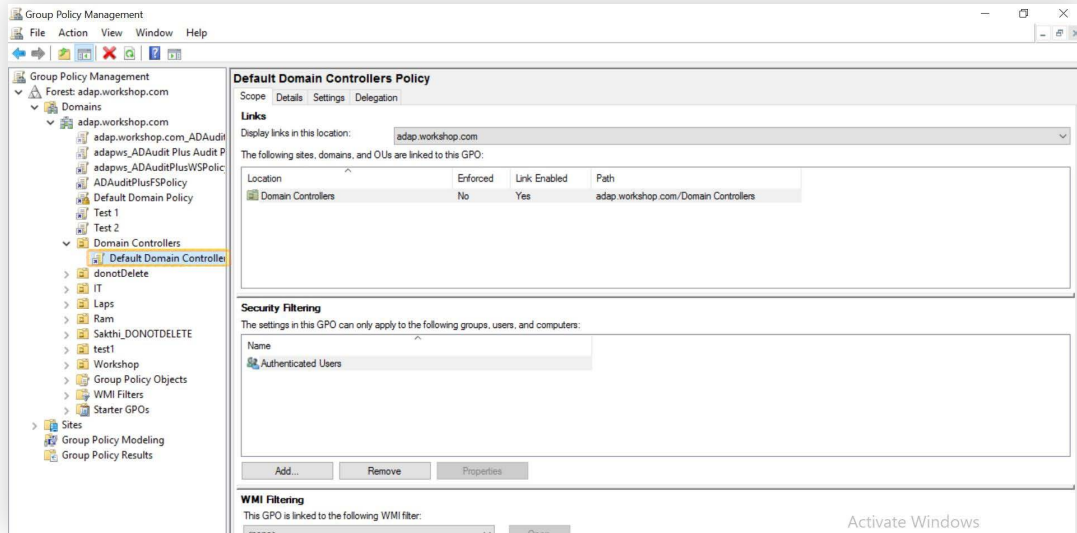 Group Policy Management
File Action View Window Help
Group Policy Management
Forest: adap.workshop.com
Domains
adap.workshop.com
adap.workshop.com_ADAudit
adapws_ADAudit Plus Audit P
adapws_ADAuditPlusWSPolic
ADAuditPlusFSPolicy
Default Domain Policy
Test 1
Test 2
Domain Controllers
Default Domain Controller
donotDelete
IT
Laps
Ram
Sakthi_DONOTDELETE
test1
Workshop
Group Policy Objects
WMI Filters
Starter GPOs
Sites
Group Policy Modeling
Group Policy Results
Default Domain Controllers Policy
Scope Details Settings Delegation
Links
Display links in this location: adap.workshop.com
The following sites, domains, and OUs are linked to this GPO:
Location Enforced Link Enabled Path
Domain Controllers No Yes adap.workshop.com/Domain Controllers
Security Filtering
The settings in this GPO can only apply to the following groups, users, and computers:
Name
Authenticated Users
Add... Remove Properties
WMI Filtering
This GPO is linked to the following WMI filter:
Activate Windows